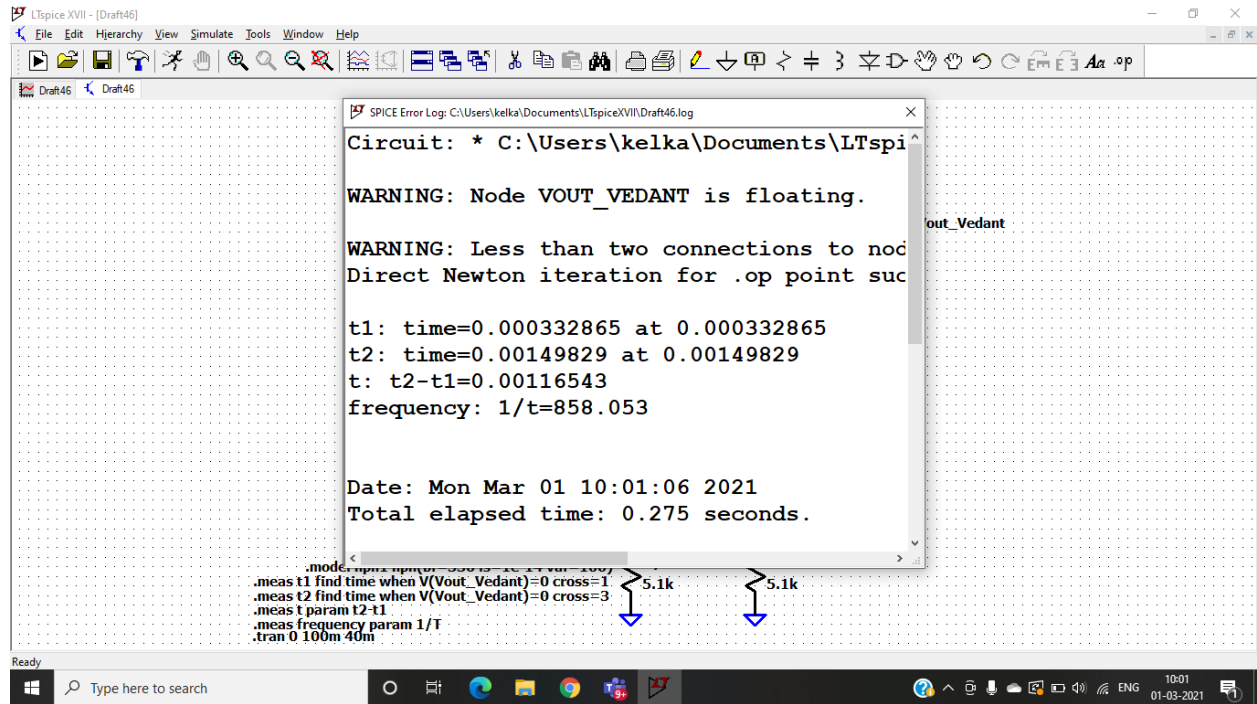 LTspice XVII - [Draft46]
File Edit Hierarchy View Simulate Tools Window Help
Aa .op
Draft46 Draft46
SPICE Error Log: C:\Users\kelka\Documents\LTspiceXVII\Draft46.log
Circuit: * C:\Users\kelka\Documents\LTspi
WARNING: Node VOUT_VEDANT is floating.
out_Vedant
WARNING: Less than two connections to nod
Direct Newton iteration for .op point suc
t1: time=0.000332865 at 0.000332865
t2: time=0.00149829 at 0.00149829
t: t2-t1=0.00116543
frequency: 1/t=858.053
Date: Mon Mar 01 10:01:06 2021
Total elapsed time: 0.275 seconds.
.meas t1 find time when V(Vout_Vedant)=0 cross=1 5.1k 5.1k
.meas t2 find time when V(Vout_Vedant)=0 cross=3
.meas t param t2-t1
.meas frequency param 1/T
.tran 0 100m 40m
Ready
Type here to search
ENG 10:01
01-03-2021